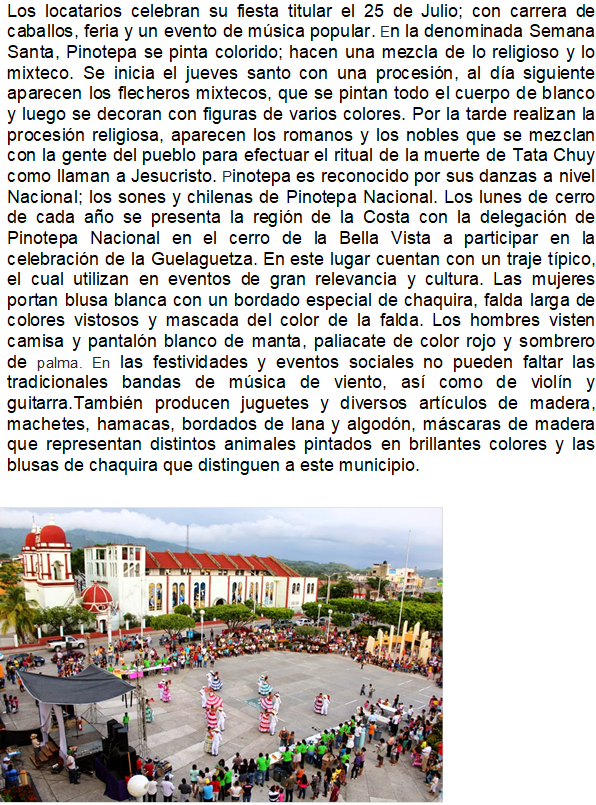 Los locatarios celebran su fiesta titular el 25 de Julio; con carrera de
caballos, feria y un evento de música popular. En la denominada Semana
Santa, Pinotepa se pinta colorido; hacen una mezcla de lo religioso y lo
mixteco. Se inicia el jueves santo con una procesión, al día siguiente
aparecen los flecheros mixtecos, que se pintan todo el cuerpo de blanco
y luego se decoran con figuras de varios colores. Por la tarde realizan la
procesión religiosa, aparecen los romanos y los nobles que se mezclan
con la gente del pueblo para efectuar el ritual de la muerte de Tata Chuy
como llaman a Jesucristo. Pinotepa es reconocido por sus danzas a nivel
Nacional; los sones y chilenas de Pinotepa Nacional. Los lunes de cerro
de cada año se presenta la región de la Costa con la delegación de
Pinotepa Nacional en el cerro de la Bella Vista a participar en la
celebración de la Guelaguetza. En este lugar cuentan con un traje típico,
el cual utilizan en eventos de gran relevancia y cultura. Las mujeres
portan blusa blanca con un bordado especial de chaquira, falda larga de
colores vistosos y mascada del color de la falda. Los hombres visten
camisa y pantalón blanco de manta, paliacate de color rojo y sombrero
de palma. En las festividades y eventos sociales no pueden faltar las
tradicionales bandas de música de viento, así como de violín y
guitarra.También producen juguetes y diversos artículos de madera,
machetes, hamacas, bordados de lana y algodón, máscaras de madera
que representan distintos animales pintados en brillantes colores y las
blusas de chaquira que distinguen a este municipio.